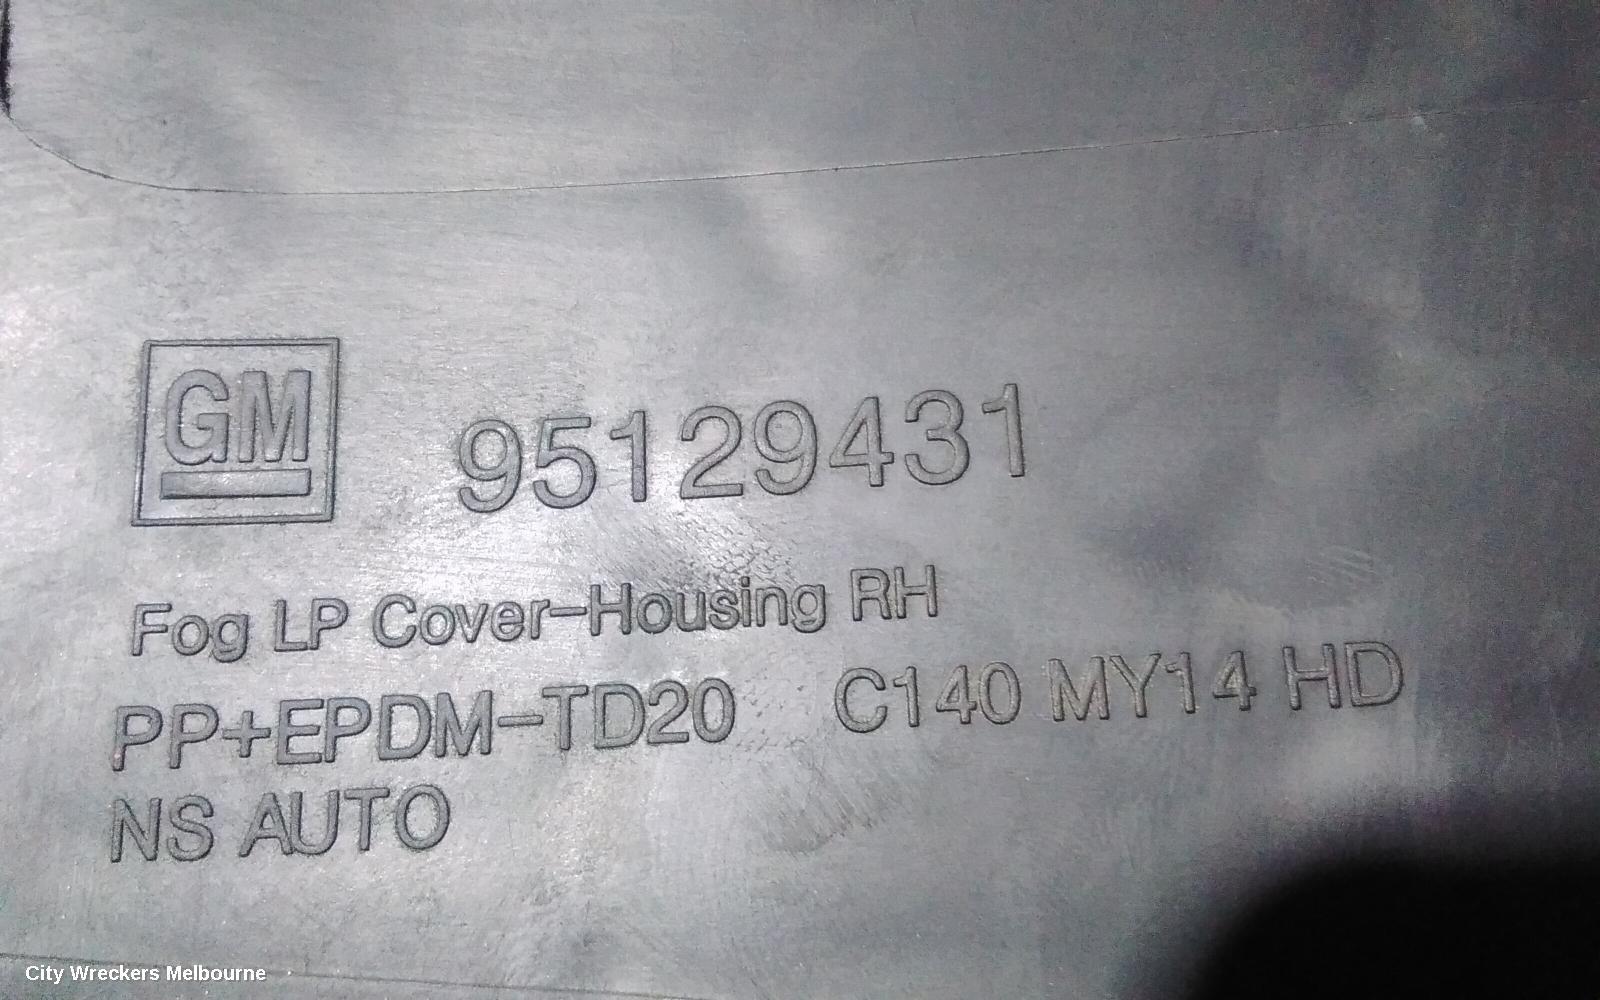 GM 95129431
Fog LP Cover-Housing RH
PP+EPDM-TD20 C140 MY14 HD
NS AUTO
City Wreckers Melbourne